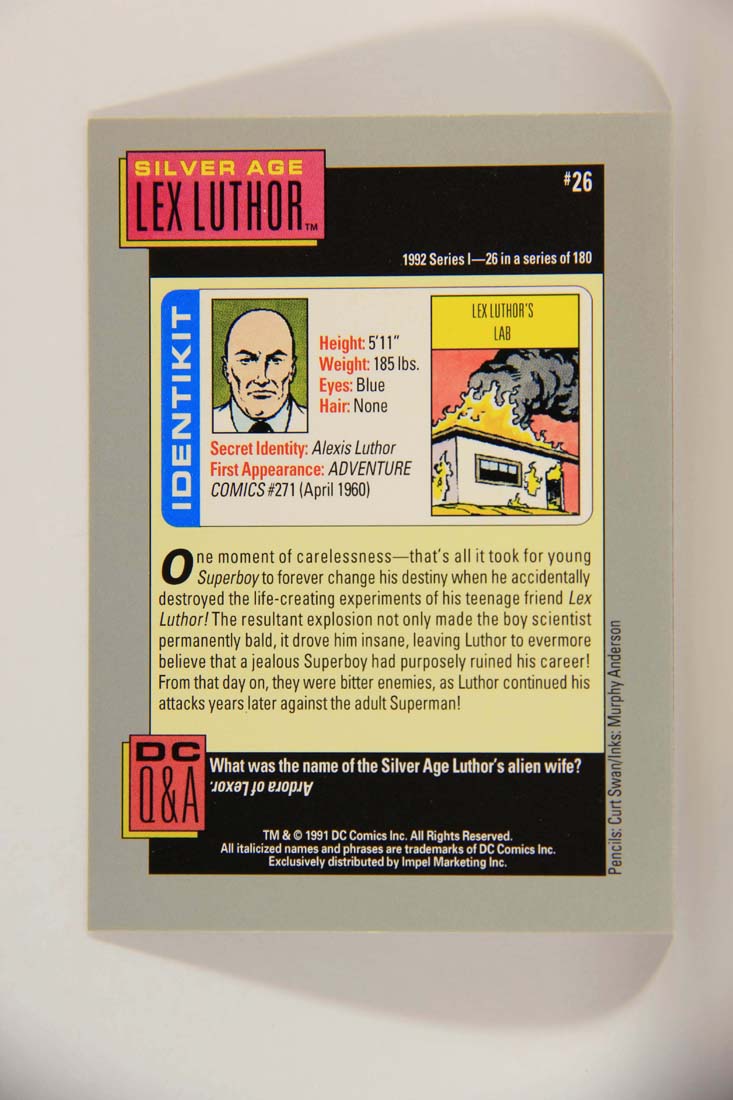 SILVER AGE
LEX LUTHOR™
#26
1992 Series I—26 in a series of 180
IDENTIKIT
Height: 5'11"
Weight: 185 lbs.
Eyes: Blue
Hair: None
Secret Identity: Alexis Luthor
First Appearance: ADVENTURE
COMICS #271 (April 1960)
LEX LUTHOR'S
LAB
One moment of carelessness—that's all it took for young
Superboy to forever change his destiny when he accidentally
destroyed the life-creating experiments of his teenage friend Lex
Luthor! The resultant explosion not only made the boy scientist
permanently bald, it drove him insane, leaving Luthor to evermore
believe that a jealous Superboy had purposely ruined his career!
From that day on, they were bitter enemies, as Luthor continued his
attacks years later against the adult Superman!
DC
Q&A
What was the name of the Silver Age Luthor's alien wife?
Ardora of Lexor.
TM & © 1991 DC Comics Inc. All Rights Reserved.
All italicized names and phrases are trademarks of DC Comics Inc.
Exclusively distributed by Impel Marketing Inc.
Pencils: Curt Swan/Inks: Murphy Anderson